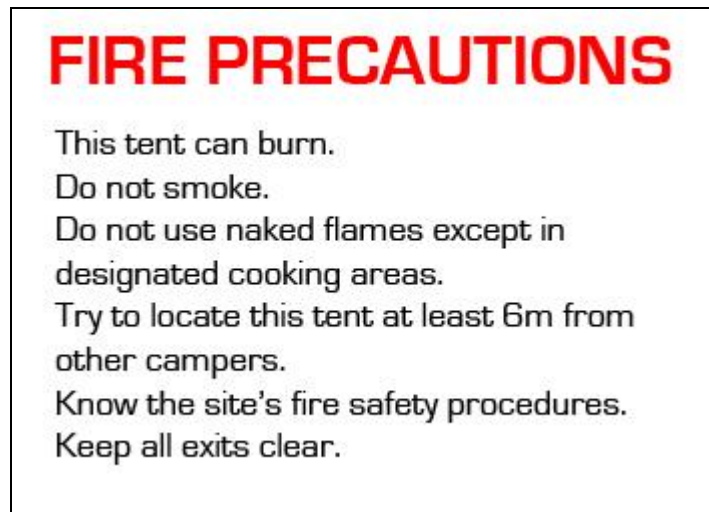 FIRE PRECAUTIONS
This tent can burn.
Do not smoke.
Do not use naked flames except in
designated cooking areas.
Try to locate this tent at least 6m from
other campers.
Know the site's fire safety procedures.
Keep all exits clear.